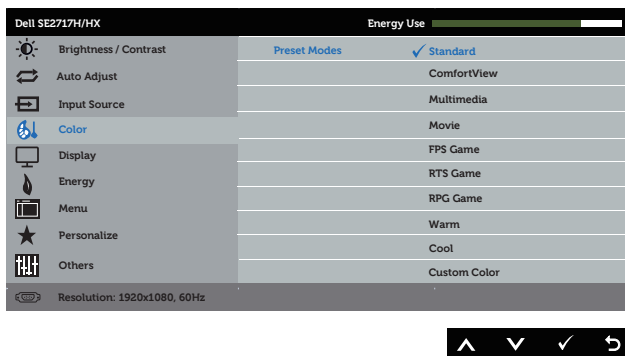 Dell SE2717H/HX Energy Use
Brightness / Contrast Preset Modes Standard
Auto Adjust ComfortView
Input Source Multimedia
Color Movie
Display FPS Game
Energy RTS Game
Menu RPG Game
Personalize Warm
Cool
Others Custom Color
Resolution: 1920x1080, 60Hz